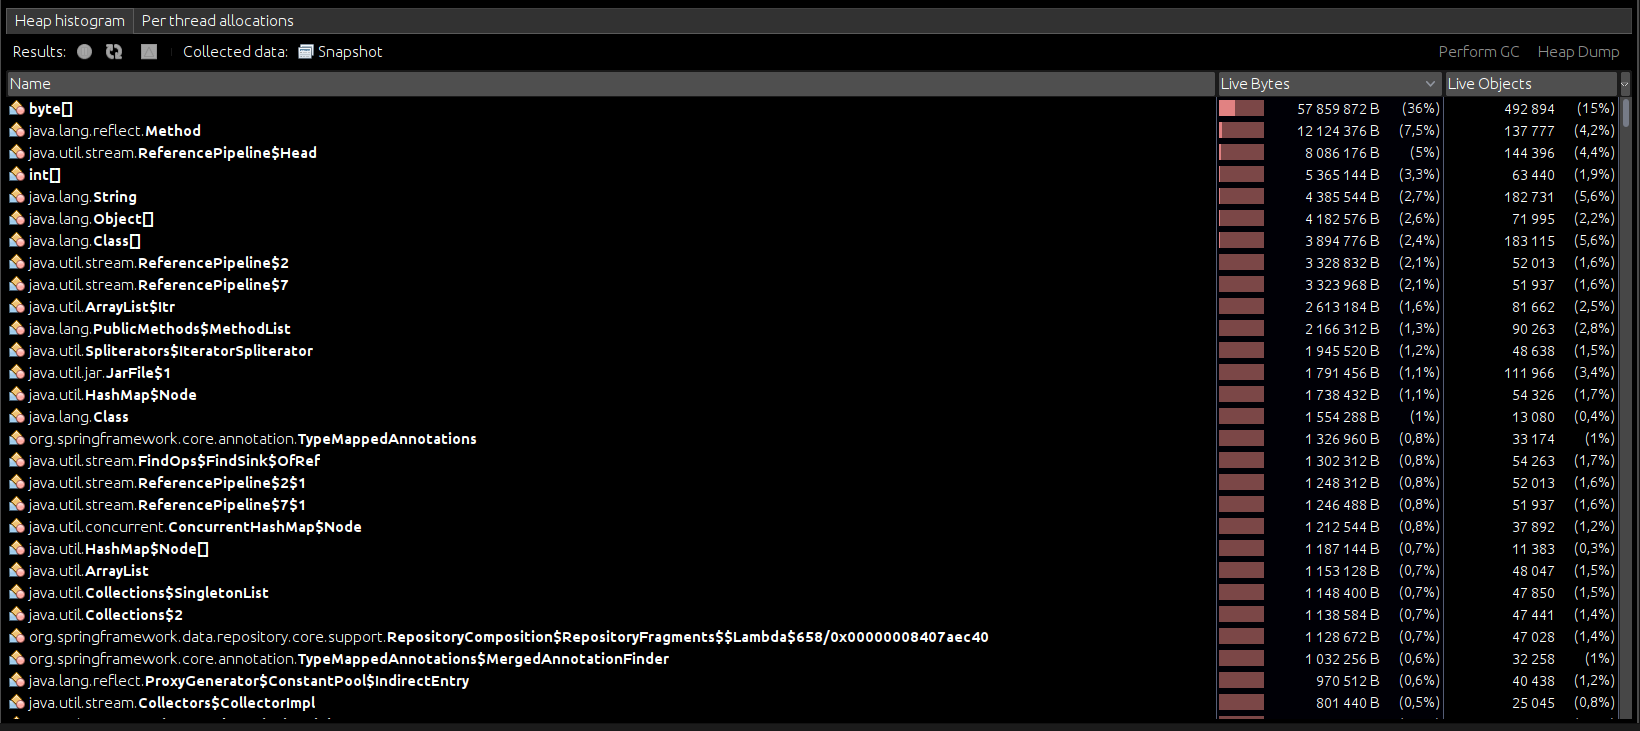 Heap histogram Per thread allocations
Results: Collected data: Snapshot Perform GC Heap Dump
Name Live Bytes Live Objects
byte[] 57 859 872 B (36%) 492 894 (15%)
java.lang.reflect.Method 12 124 376 B (7,5%) 137 777 (4,2%)
java.util.stream.ReferencePipeline$Head 8 086 176 B (5%) 144 396 (4,4%)
int[] 5 365 144 B (3,3%) 63 440 (1,9%)
java.lang.String 4 385 544 B (2,7%) 182 731 (5,6%)
java.lang.Object[] 4 182 576 B (2,6%) 71 995 (2,2%)
java.lang.Class[] 3 894 776 B (2,4%) 183 115 (5,6%)
java.util.stream.ReferencePipeline$2 3 328 832 B (2,1%) 52 013 (1,6%)
java.util.stream.ReferencePipeline$7 3 323 968 B (2,1%) 51 937 (1,6%)
java.util.ArrayList$Itr 2 613 184 B (1,6%) 81 662 (2,5%)
java.lang.PublicMethods$MethodList 2 166 312 B (1,3%) 90 263 (2,8%)
java.util.Spliterators$IteratorSpliterator 1 945 520 B (1,2%) 48 638 (1,5%)
java.util.jar.JarFile$1 1 791 456 B (1,1%) 111 966 (3,4%)
java.util.HashMap$Node 1 738 432 B (1,1%) 54 326 (1,7%)
java.lang.Class 1 554 288 B (1%) 13 080 (0,4%)
org.springframework.core.annotation.TypeMappedAnnotations 1 326 960 B (0,8%) 33 174 (1%)
java.util.stream.FindOps$FindSink$OfRef 1 302 312 B (0,8%) 54 263 (1,7%)
java.util.stream.ReferencePipeline$2$1 1 248 312 B (0,8%) 52 013 (1,6%)
java.util.stream.ReferencePipeline$7$1 1 246 488 B (0,8%) 51 937 (1,6%)
java.util.concurrent.ConcurrentHashMap$Node 1 212 544 B (0,8%) 37 892 (1,2%)
java.util.HashMap$Node[] 1 187 144 B (0,7%) 11 383 (0,3%)
java.util.ArrayList 1 153 128 B (0,7%) 48 047 (1,5%)
java.util.Collections$SingletonList 1 148 400 B (0,7%) 47 850 (1,5%)
java.util.Collections$2 1 138 584 B (0,7%) 47 441 (1,4%)
org.springframework.data.repository.core.support.RepositoryComposition$RepositoryFragments$$Lambda$658/0x00000008407aec40 1 128 672 B (0,7%) 47 028 (1,4%)
org.springframework.core.annotation.TypeMappedAnnotations$MergedAnnotationFinder 1 032 256 B (0,6%) 32 258 (1%)
java.lang.reflect.ProxyGenerator$ConstantPool$IndirectEntry 970 512 B (0,6%) 40 438 (1,2%)
java.util.stream.Collectors$CollectorImpl 801 440 B (0,5%) 25 045 (0,8%)